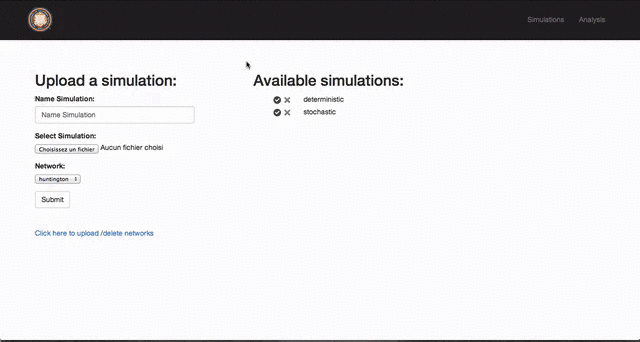 Simulations Analysis
Upload a simulation:
Name Simulation:
Name Simulation
Select Simulation:
Choisissez un fichier Aucun fichier choisi
Network:
huntington
Submit
Click here to upload /delete networks
Available simulations:
deterministic
stochastic